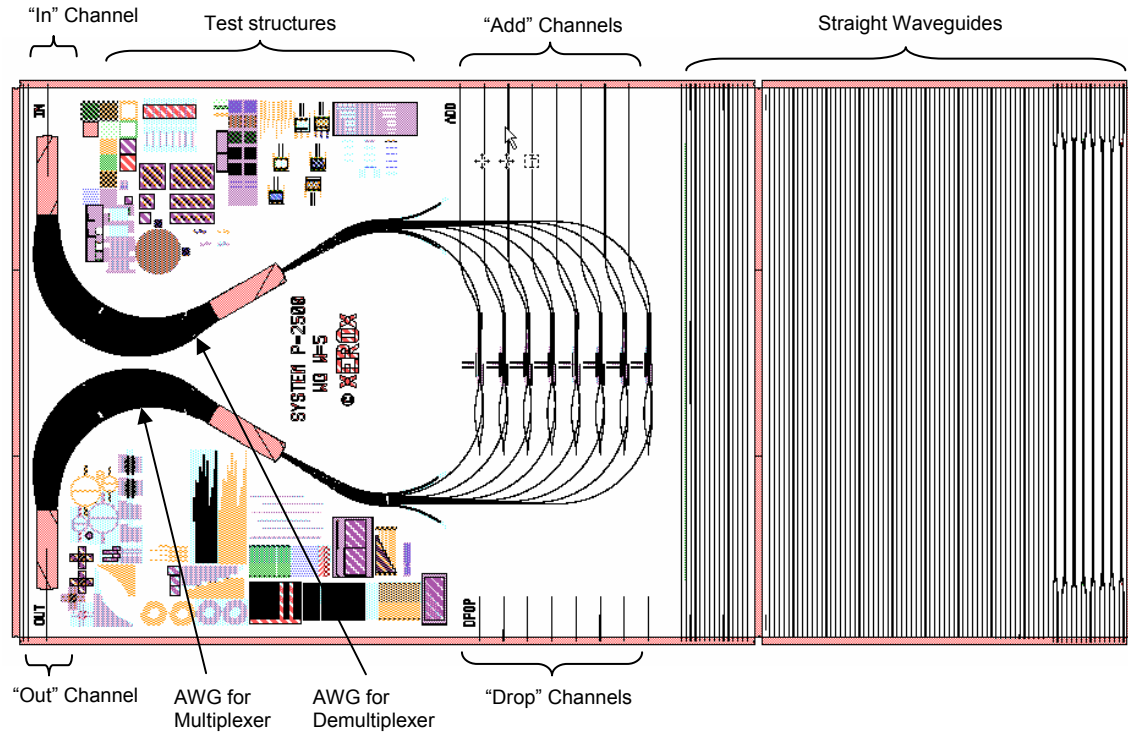 “In” Channel
Test structures
“Add” Channels
Straight Waveguides
IN
ADD
SYSTEM P=2500
WG W=5
© XEROX
OUT
DROP
“Out” Channel
AWG for
Multiplexer
AWG for
Demultiplexer
“Drop” Channels